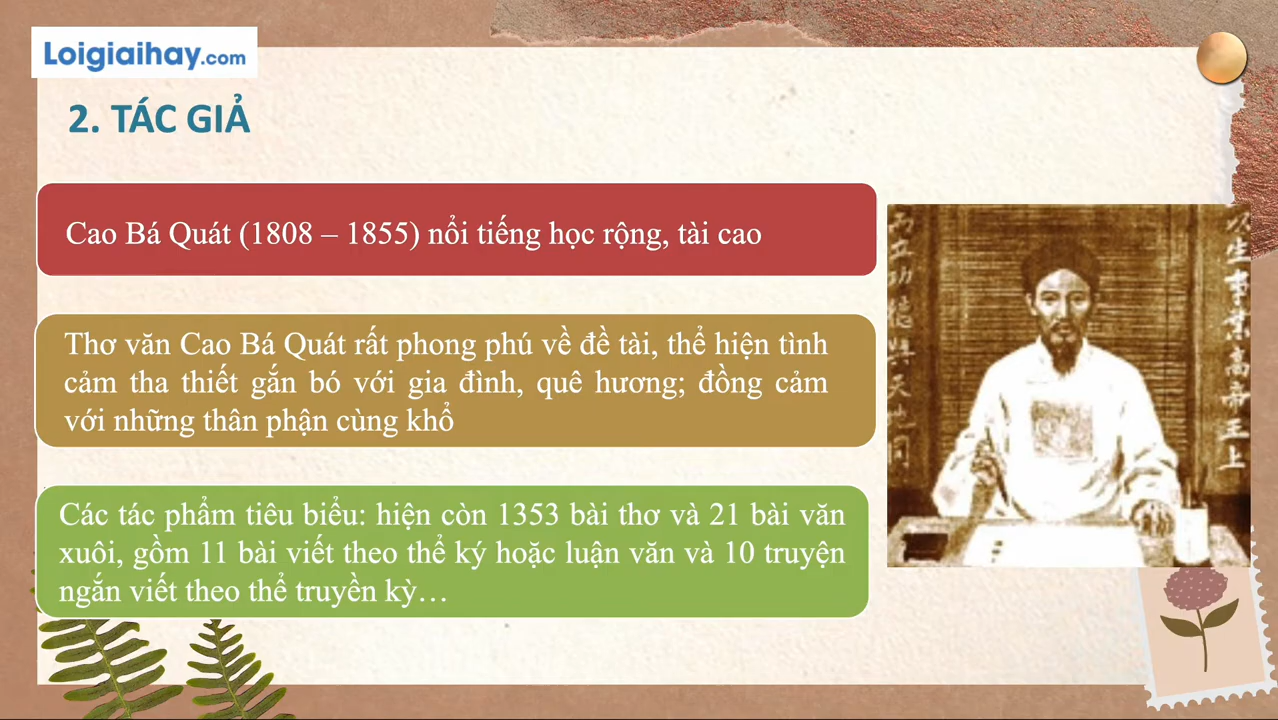 Loigiaihay.com
2. TÁC GIẢ
Cao Bá Quát (1808 – 1855) nổi tiếng học rộng, tài cao
Thơ văn Cao Bá Quát rất phong phú về đề tài, thể hiện tình
cảm tha thiết gắn bó với gia đình, quê hương; đồng cảm
với những thân phận cùng khổ
Các tác phẩm tiêu biểu: hiện còn 1353 bài thơ và 21 bài văn
xuôi, gồm 11 bài viết theo thể ký hoặc luận văn và 10 truyện
ngắn viết theo thể truyền kỳ…